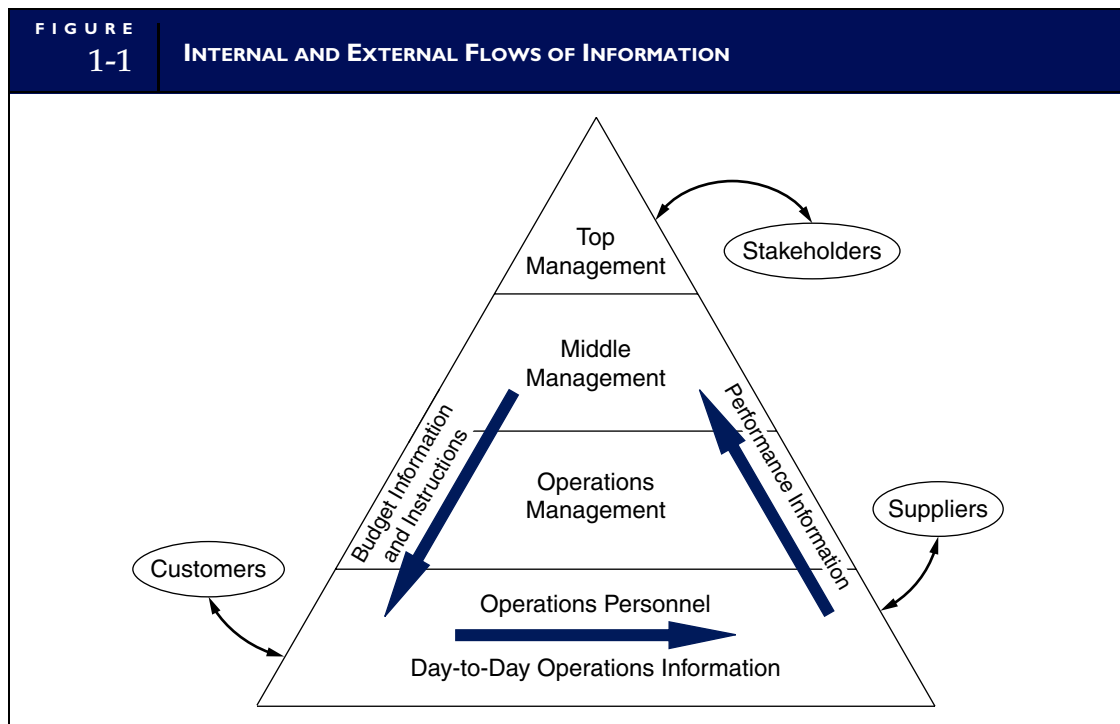 FIGURE
1-1
INTERNAL AND EXTERNAL FLOWS OF INFORMATION
Top
Management
Stakeholders
Middle
Management
Budget Information
and Instructions
Performance Information
Operations
Management
Suppliers
Customers
Operations Personnel
Day-to-Day Operations Information